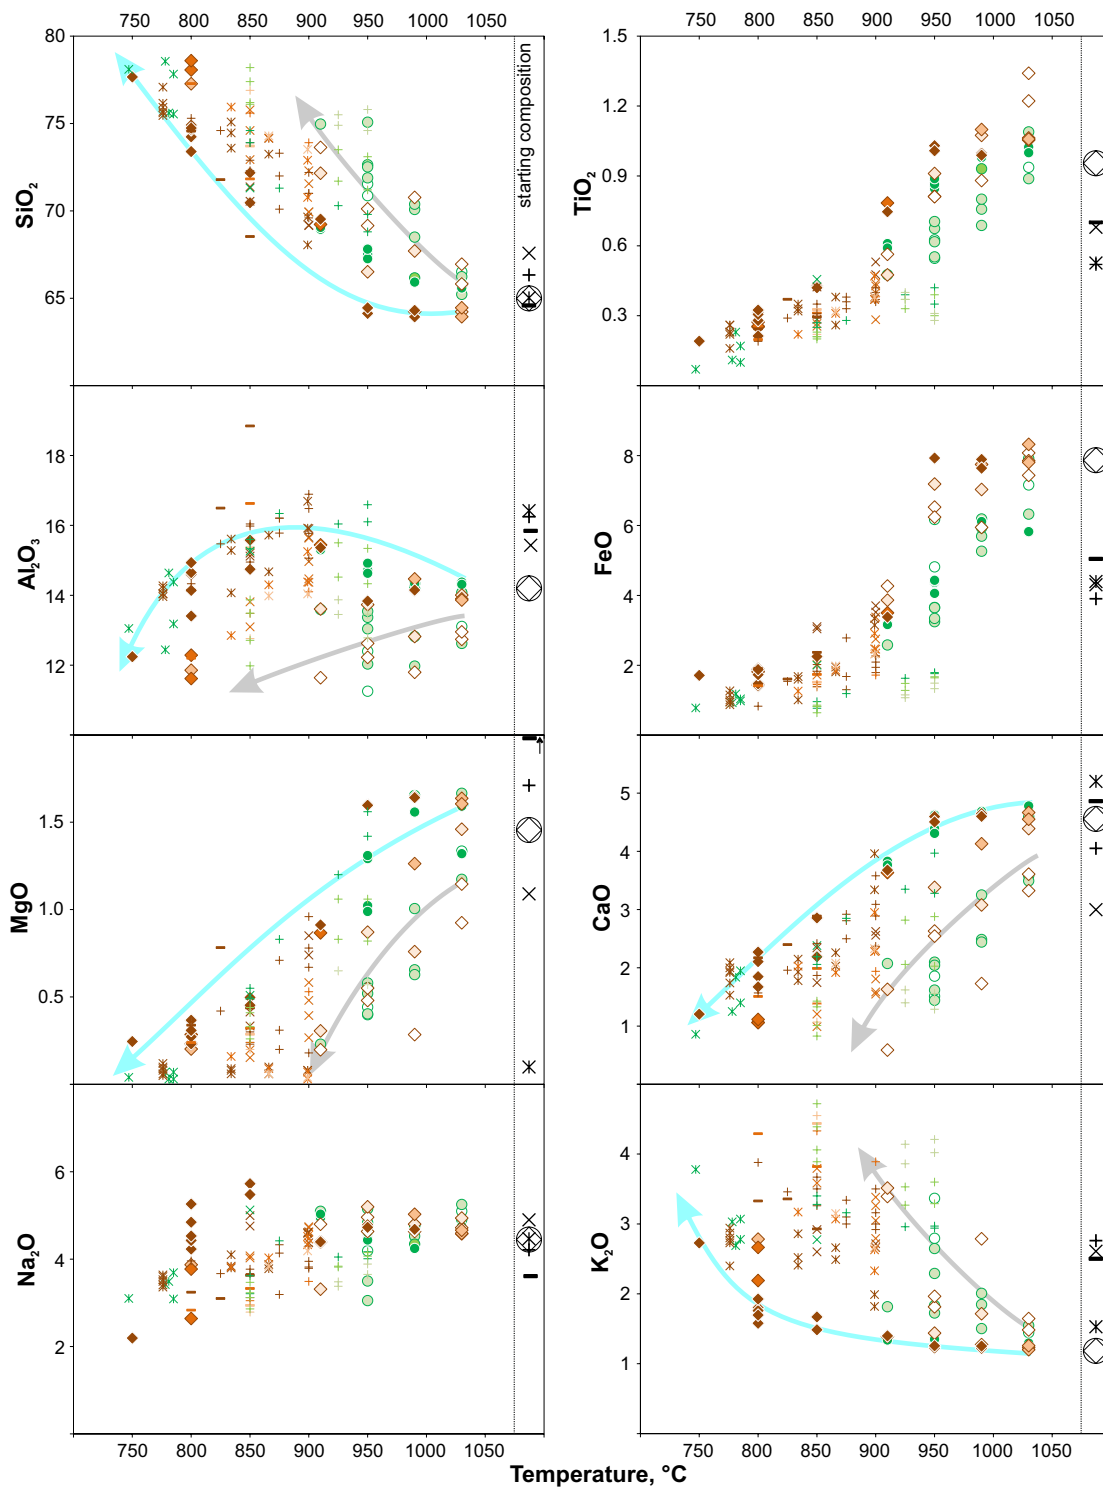 750 800 850 900 950 1000 1050 750 800 850 900 950 1000 1050
80 75 70 65
SiO2
starting composition
1.5 1.2 0.9 0.6 0.3
TiO2
18 16 14 12
Al2O3
8 6 4 2
FeO
1.5 1.0 0.5
MgO
5 4 3 2 1
CaO
6 4 2
Na2O
4 3 2 1
K2O
750 800 850 900 950 1000 1050 750 800 850 900 950 1000 1050
Temperature, °C